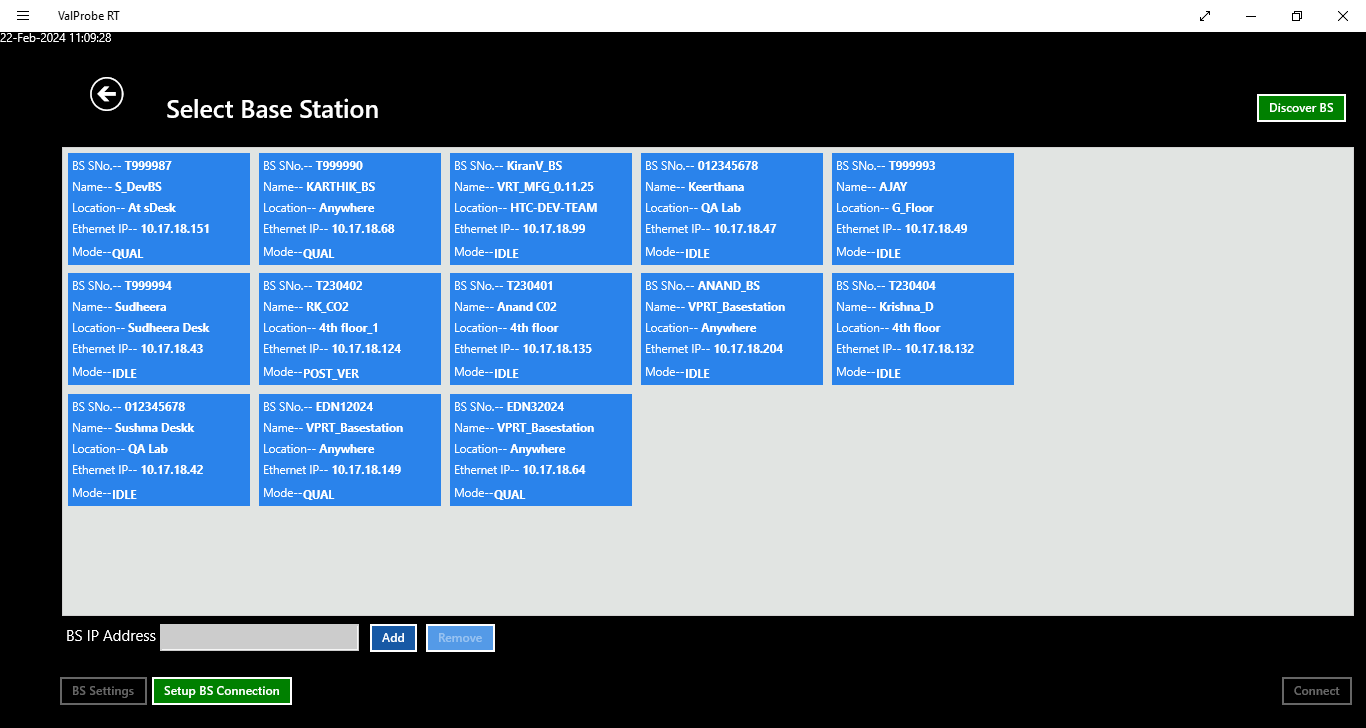 ValProbe RT
22-Feb-2024 11:09:28
Select Base Station
Discover BS
BS SNo.-- T999987
Name-- S_DevBS
Location-- At sDesk
Ethernet IP-- 10.17.18.151
Mode--QUAL
BS SNo.-- T999990
Name-- KARTHIK_BS
Location-- Anywhere
Ethernet IP-- 10.17.18.68
Mode--QUAL
BS SNo.-- KiranV_BS
Name-- VRT_MFG_0.11.25
Location-- HTC-DEV-TEAM
Ethernet IP-- 10.17.18.99
Mode--IDLE
BS SNo.-- 012345678
Name-- Keerthana
Location-- QA Lab
Ethernet IP-- 10.17.18.47
Mode--IDLE
BS SNo.-- T999993
Name-- AJAY
Location-- G_Floor
Ethernet IP-- 10.17.18.49
Mode--IDLE
BS SNo.-- T999994
Name-- Sudheera
Location-- Sudheera Desk
Ethernet IP-- 10.17.18.43
Mode--IDLE
BS SNo.-- T230402
Name-- RK_CO2
Location-- 4th floor_1
Ethernet IP-- 10.17.18.124
Mode--POST_VER
BS SNo.-- T230401
Name-- Anand C02
Location-- 4th floor
Ethernet IP-- 10.17.18.135
Mode--IDLE
BS SNo.-- ANAND_BS
Name-- VPRT_Basestation
Location-- Anywhere
Ethernet IP-- 10.17.18.204
Mode--IDLE
BS SNo.-- T230404
Name-- Krishna_D
Location-- 4th floor
Ethernet IP-- 10.17.18.132
Mode--IDLE
BS SNo.-- 012345678
Name-- Sushma Deskk
Location-- QA Lab
Ethernet IP-- 10.17.18.42
Mode--IDLE
BS SNo.-- EDN12024
Name-- VPRT_Basestation
Location-- Anywhere
Ethernet IP-- 10.17.18.149
Mode--QUAL
BS SNo.-- EDN32024
Name-- VPRT_Basestation
Location-- Anywhere
Ethernet IP-- 10.17.18.64
Mode--QUAL
BS IP Address
Add
Remove
BS Settings
Setup BS Connection
Connect